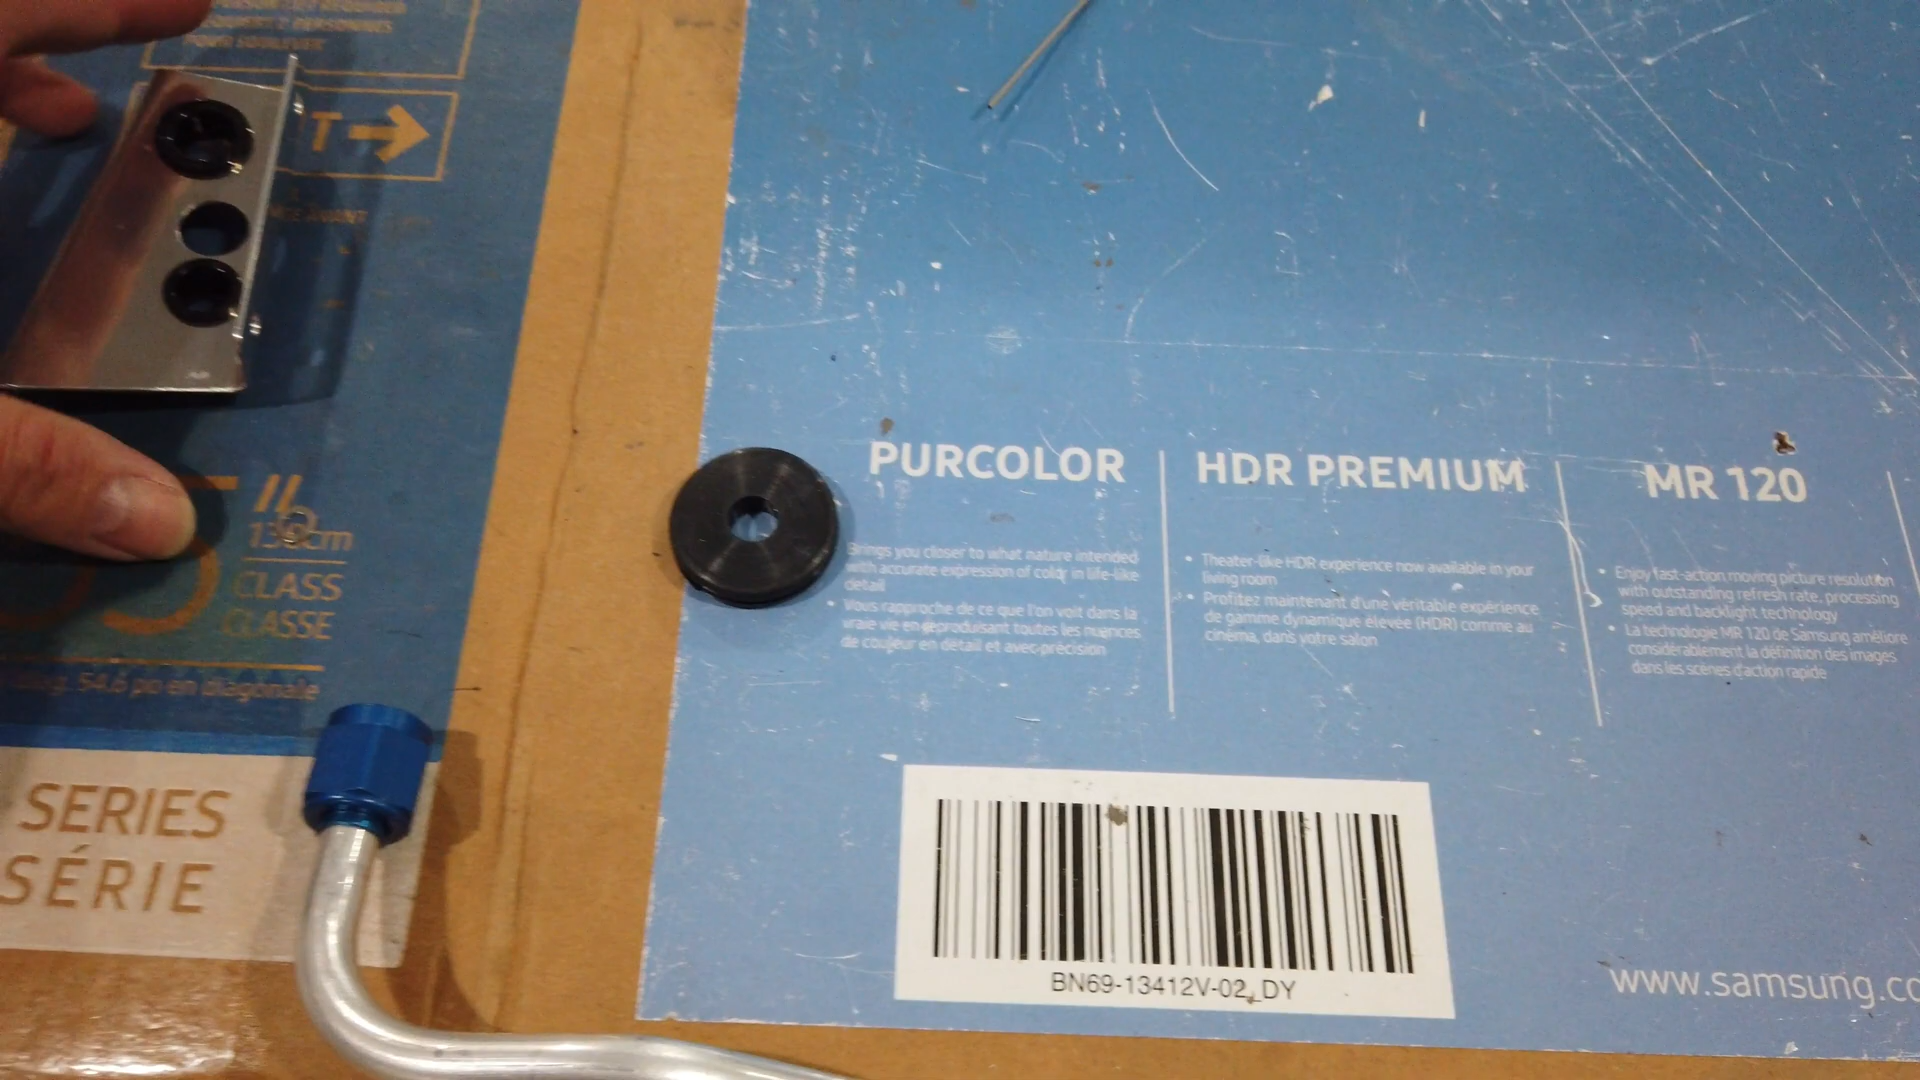 POUR SOULEVER
T
130cm
CLASS
CLASSE
54.6 po en diagonale
SERIES
SÉRIE
PURCOLOR
Brings you closer to what nature intended
with accurate expression of color in life-like
detail
• Vous rapproche de ce que l'on voit dans la
vraie vie en reproduisant toutes les nuances
de couleur en détail et avec précision
HDR PREMIUM
• Theater-like HDR experience now available in your
living room
• Profitez maintenant d'une véritable expérience
de gamme dynamique élevée (HDR) comme au
cinéma, dans votre salon
MR 120
• Enjoy fast-action moving picture resolution
with outstanding refresh rate, processing
speed and backlight technology
• La technologie MR 120 de Samsung améliore
considérablement la définition des images
dans les scènes d'action rapide
BN69-13412V-02_DY
www.samsung.co